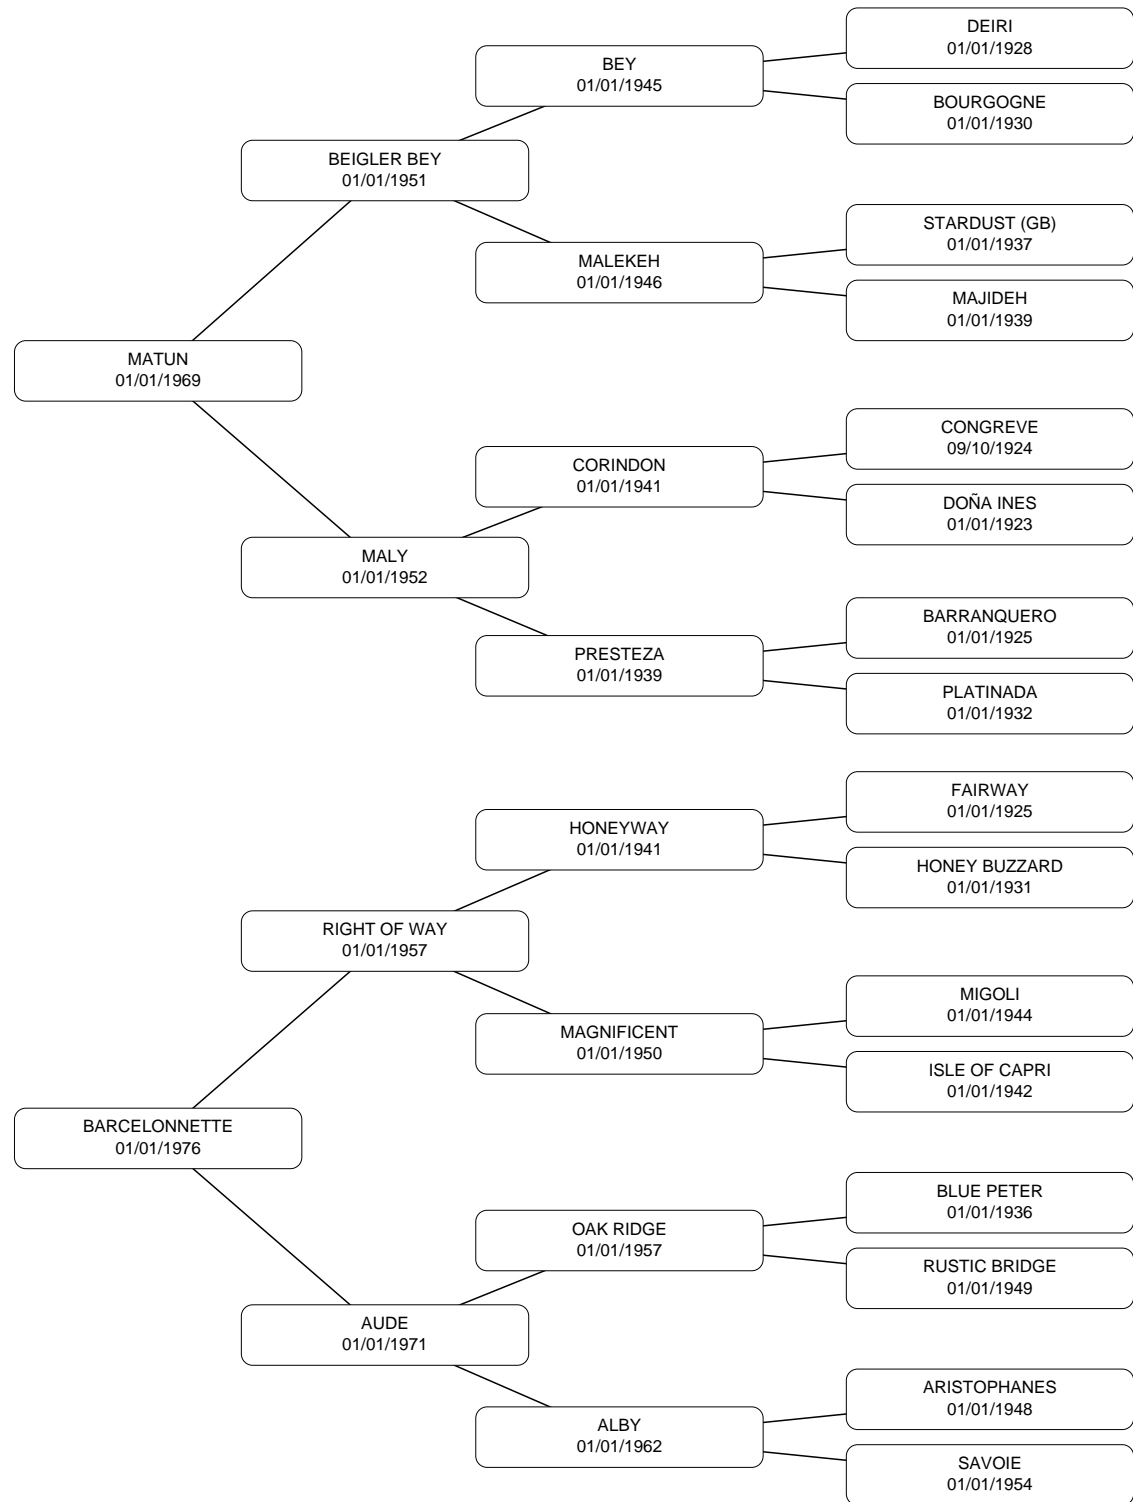 DEIRI
01/01/1928
BEY
01/01/1945
BOURGOGNE
01/01/1930
BEIGLER BEY
01/01/1951
STARDUST (GB)
01/01/1937
MALEKEH
01/01/1946
MAJIDEH
01/01/1939
MATUN
01/01/1969
CONGREVE
09/10/1924
CORINDON
01/01/1941
DOÑA INES
01/01/1923
MALY
01/01/1952
BARRANQUERO
01/01/1925
PRESTEZA
01/01/1939
PLATINADA
01/01/1932
FAIRWAY
01/01/1925
HONEYWAY
01/01/1941
HONEY BUZZARD
01/01/1931
RIGHT OF WAY
01/01/1957
MIGOLI
01/01/1944
MAGNIFICENT
01/01/1950
ISLE OF CAPRI
01/01/1942
BARCELONNETTE
01/01/1976
BLUE PETER
01/01/1936
OAK RIDGE
01/01/1957
RUSTIC BRIDGE
01/01/1949
AUDE
01/01/1971
ARISTOPHANES
01/01/1948
ALBY
01/01/1962
SAVOIE
01/01/1954